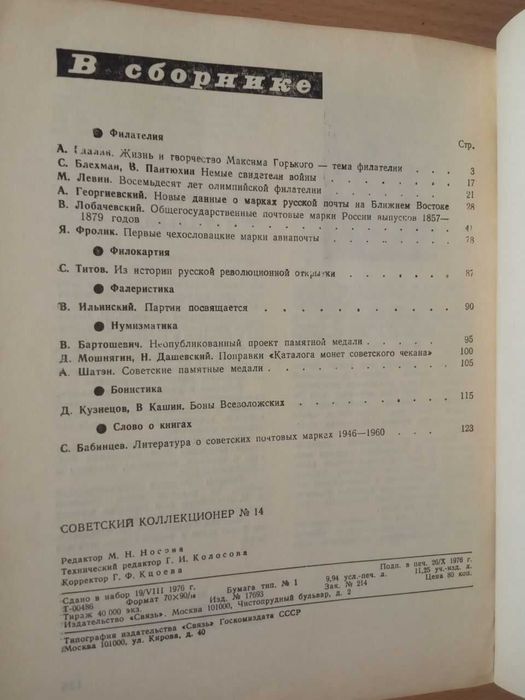 В сборнике
Филателия
Стр.
А. Жизнь и творчество Максима Горького — тема филателии . . . 3
С. Блехман, В. Пантюхин Немые свидетели войны . . . . . . 17
М. Левин. Восемьдесят лет олимпийской филателии . . . . . 21
А. Георгиевский. Новые данные о марках русской почты на Ближнем Востоке 28
В. Лобачевский. Общегосударственные почтовые марки России выпусков 1857—
1879 годов . . . . . . . . . . . . . 41
Я. Фролик. Первые чехословацкие марки авиапочты . . . . . 78
Филокартия
С. Титов. Из истории русской революционной открытки . . . . 87
Фалеристика
В. Ильинский. Партии посвящается . . . . . . . . 90
Нумизматика
В. Бартошевич. Неопубликованный проект памятной медали . . . 95
Д. Мошнягин, Н. Дашевский. Поправки «Каталога монет советского чекана» 100
А. Шатэн. Советские памятные медали . . . . . . . 105
Бонистика
Д. Кузнецов, В Кашин. Боны Всеволожских . . . . . . 115
Слово о книгах
С. Бабинцев. Литература о советских почтовых марках 1946—1960 . . . 123
СОВЕТСКИЙ КОЛЛЕКЦИОНЕР № 14
Редактор М. Н. Носова
Технический редактор Г. И. Колосова
Корректор Г. Ф. Кцоева
Сдано в набор 19/VIII 1976 г. Подп. в печ. 20/X 1976 г.
Т-00486 Формат 70×90/16 Бумага тип. № 1 9,94 усл.-печ. л. 11,25 уч.-изд. л.
Тираж 40 000 экз. Изд. № 17693 Зак. № 214 Цена 80 коп.
Издательство «Связь». Москва 101000, Чистопрудный бульвар, д. 2
Типография издательства «Связь» Госкомиздата СССР
Москва 101000, ул. Кирова, д. 40